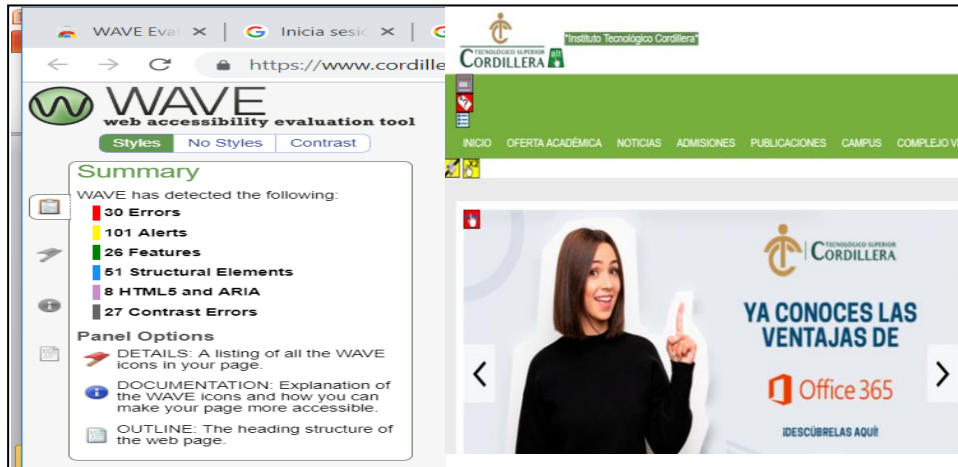 WAVE Eva
Inicia sesió
https://www.cordille
WAVE
web accessibility evaluation tool
Styles No Styles Contrast
Summary
WAVE has detected the following:
30 Errors
101 Alerts
26 Features
51 Structural Elements
8 HTML5 and ARIA
27 Contrast Errors
Panel Options
DETAILS: A listing of all the WAVE
icons in your page.
DOCUMENTATION: Explanation of
the WAVE icons and how you can
make your page more accessible.
OUTLINE: The heading structure of
the web page.
TECNOLÓGICO SUPERIOR
CORDILLERA
"Instituto Tecnológico Cordillera"
INICIO OFERTA ACADÉMICA NOTICIAS ADMISIONES PUBLICACIONES CAMPUS COMPLEJO V
TECNOLÓGICO SUPERIOR
CORDILLERA
YA CONOCES LAS
VENTAJAS DE
Office 365
¡DESCÚBRELAS AQUÍ!